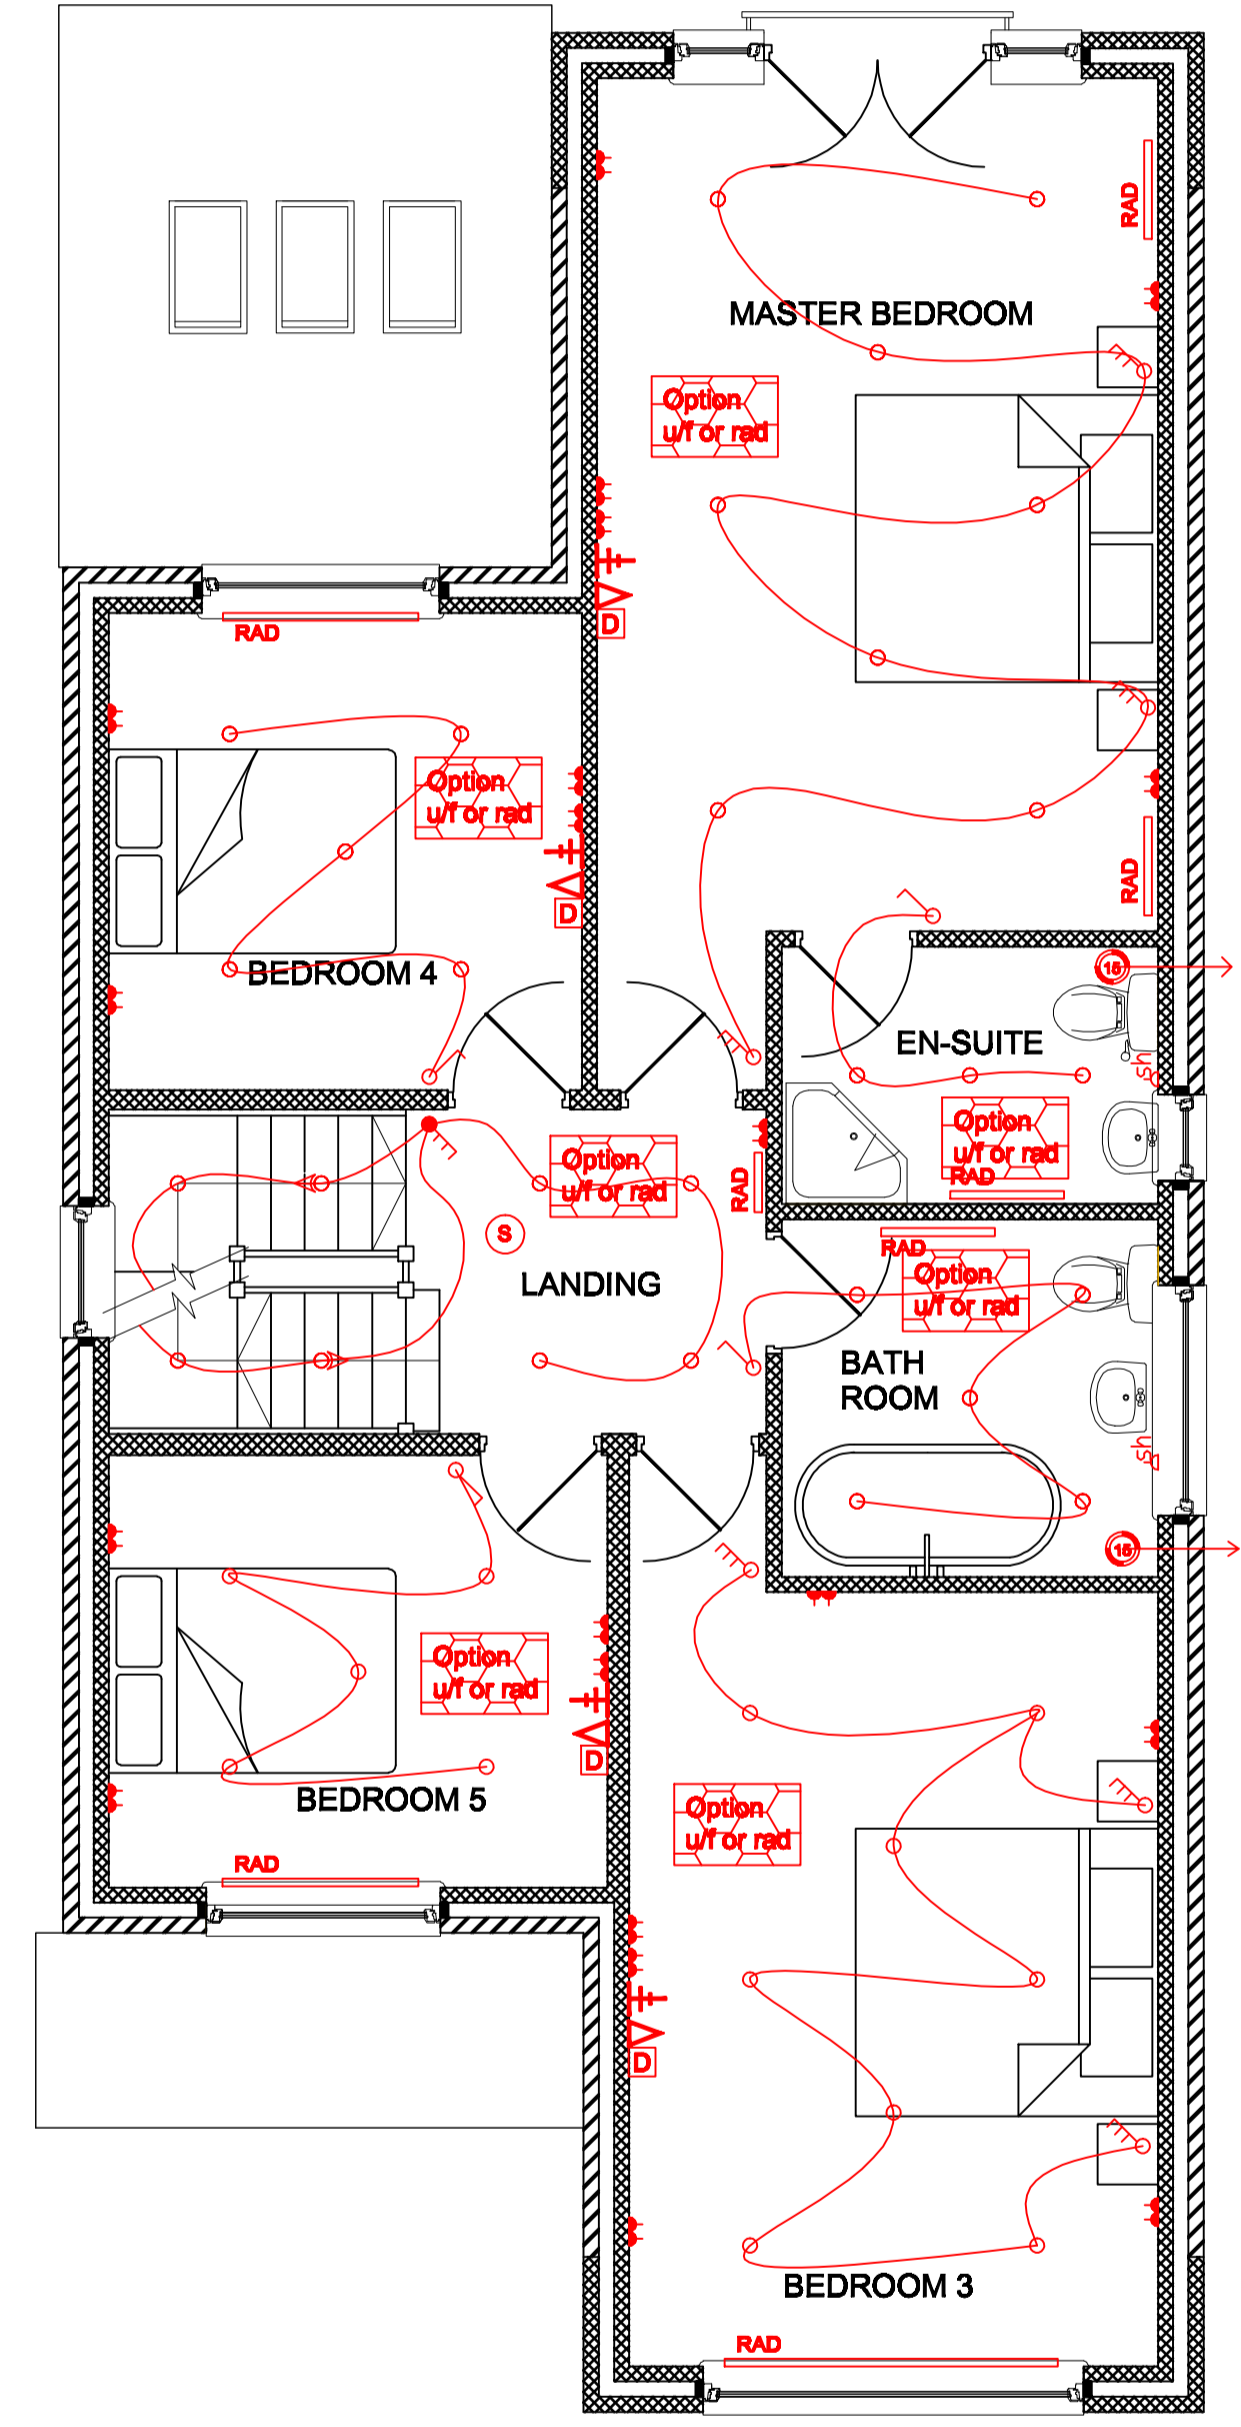 RAD
MASTER BEDROOM
Option
u/f or rad
D
RAD
Option
u/f or rad
D
RAD
BEDROOM 4
15
EN-SUITE
sh
Option
u/f or rad
RAD
Option
u/f or rad
RAD
S
LANDING
RAD
Option
u/f or rad
BATH
ROOM
sh
15
Option
u/f or rad
D
BEDROOM 5
RAD
Option
u/f or rad
D
BEDROOM 3
RAD